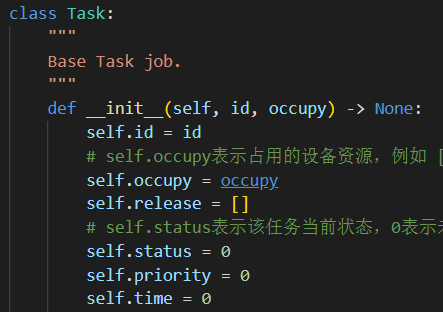 class Task:
"""
Base Task job.
"""
def __init__(self, id, occupy) -> None:
self.id = id
# self.occupy表示占用的设备资源，例如 [
self.occupy = occupy
self.release = []
# self.status表示该任务当前状态，0表示
self.status = 0
self.priority = 0
self.time = 0